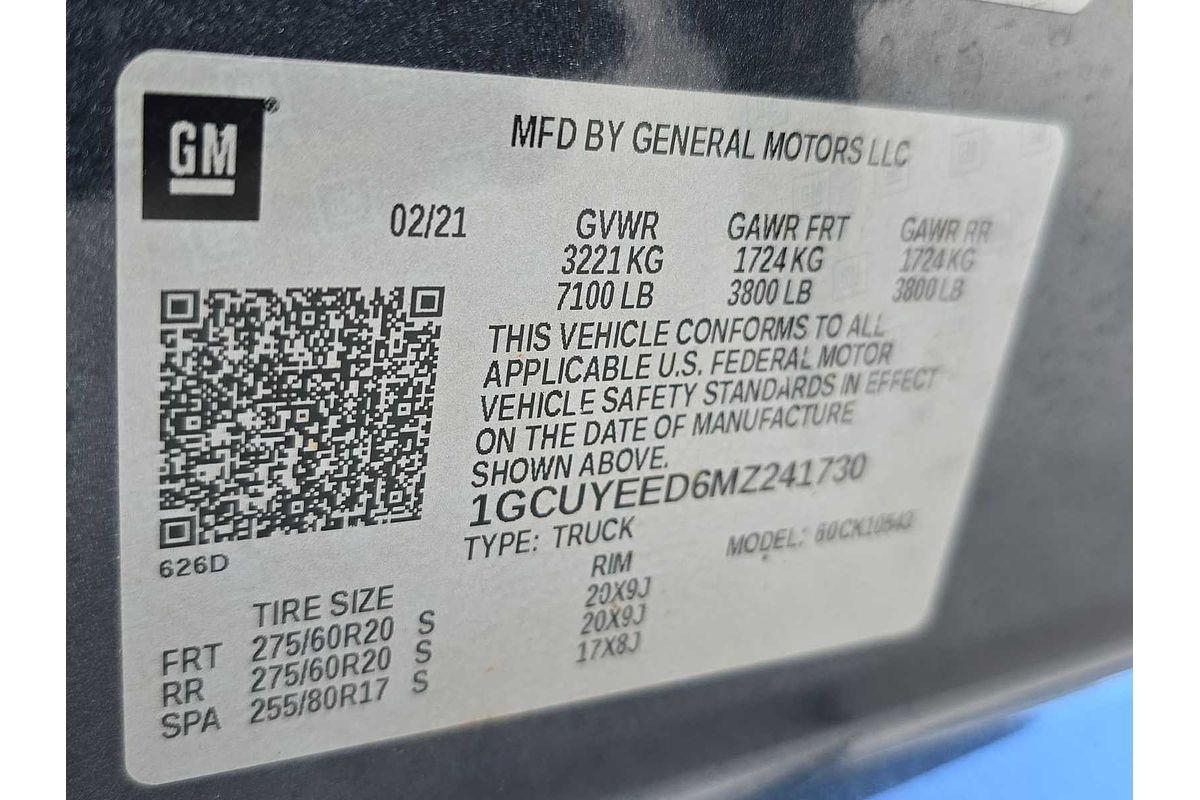 GM
MFD BY GENERAL MOTORS LLC
02/21 GVWR GAWR FRT GAWR RR
3221 KG 1724 KG 1724 KG
7100 LB 3800 LB 3800 LB
THIS VEHICLE CONFORMS TO ALL
APPLICABLE U.S. FEDERAL MOTOR
VEHICLE SAFETY STANDARDS IN EFFECT
ON THE DATE OF MANUFACTURE
SHOWN ABOVE.
1GCUYEED6MZ241730
TYPE: TRUCK MODEL:
626D
TIRE SIZE RIM
FRT 275/60R20 S 20X9J
RR 275/60R20 S 20X9J
SPA 255/80R17 S 17X8J